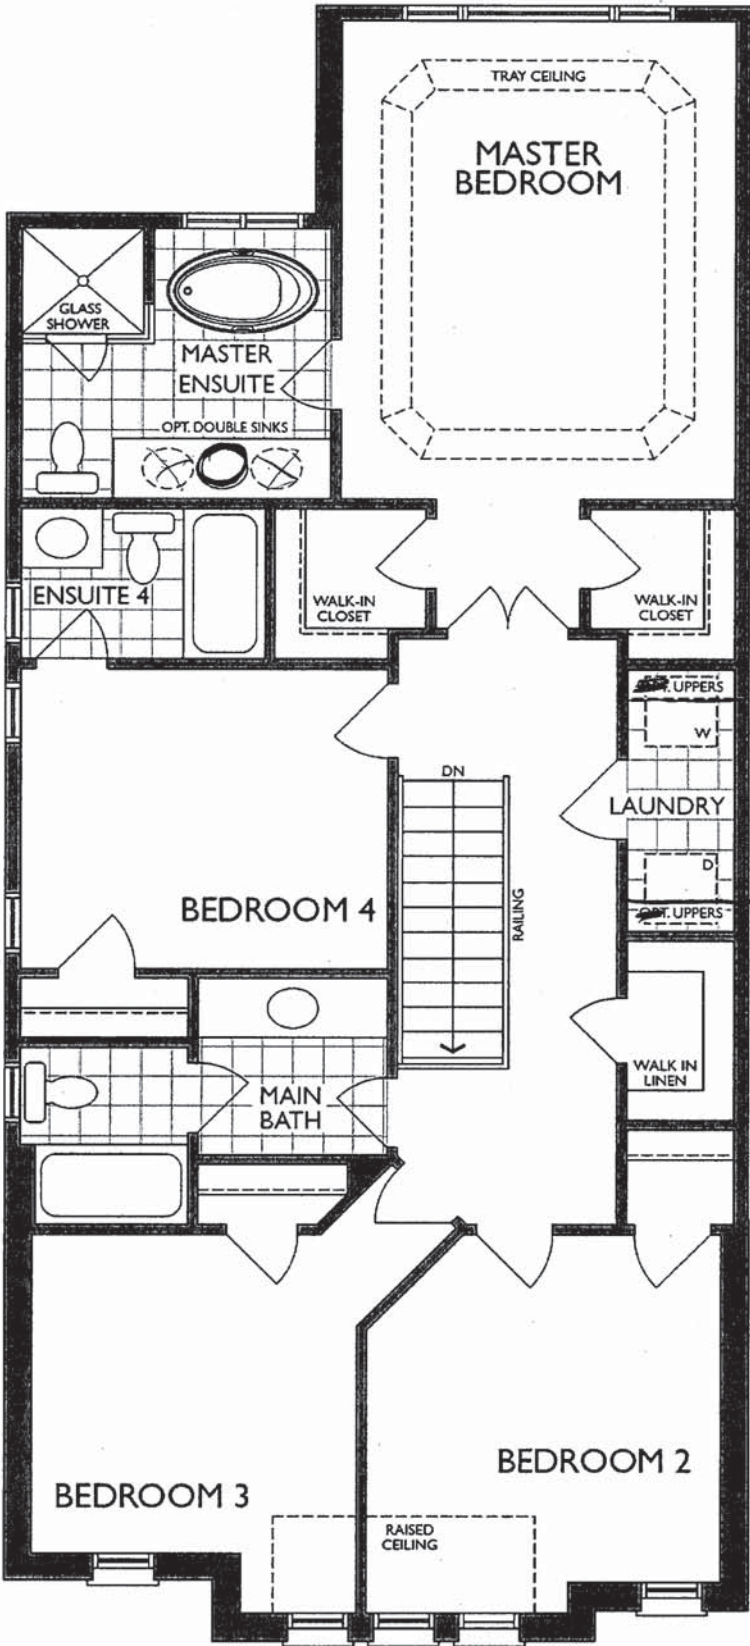 TRAY CEILING
MASTER
BEDROOM
GLASS
SHOWER
MASTER
ENSUITE
OPT. DOUBLE SINKS
ENSUITE 4
WALK-IN
CLOSET
WALK-IN
CLOSET
UPPERS
W
DN
LAUNDRY
D
BEDROOM 4
RAILING
OPT. UPPERS
WALK IN
LINEN
MAIN
BATH
BEDROOM 2
BEDROOM 3
RAISED
CEILING